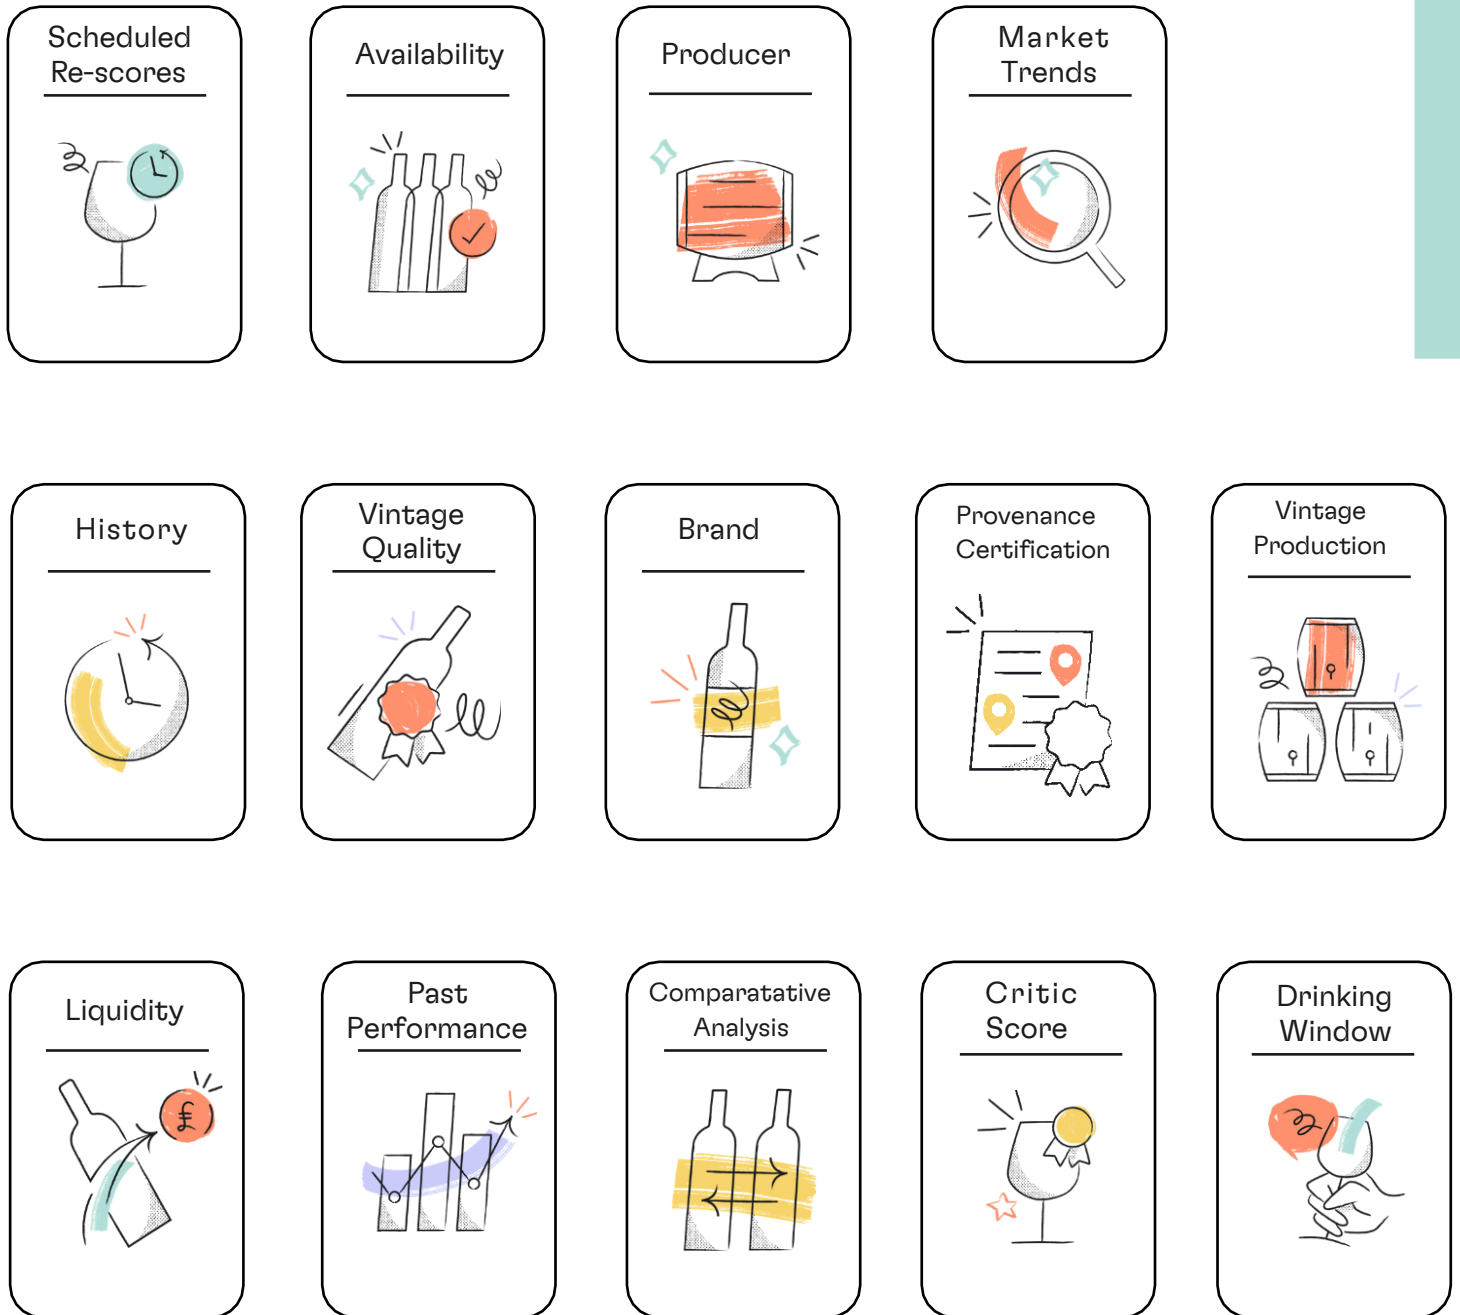 Scheduled
Re-scores
Availability
Producer
Market
Trends
History
Vintage
Quality
Brand
Provenance
Certification
Vintage
Production
Liquidity
£
Past
Performance
Comparatative
Analysis
Critic
Score
Drinking
Window